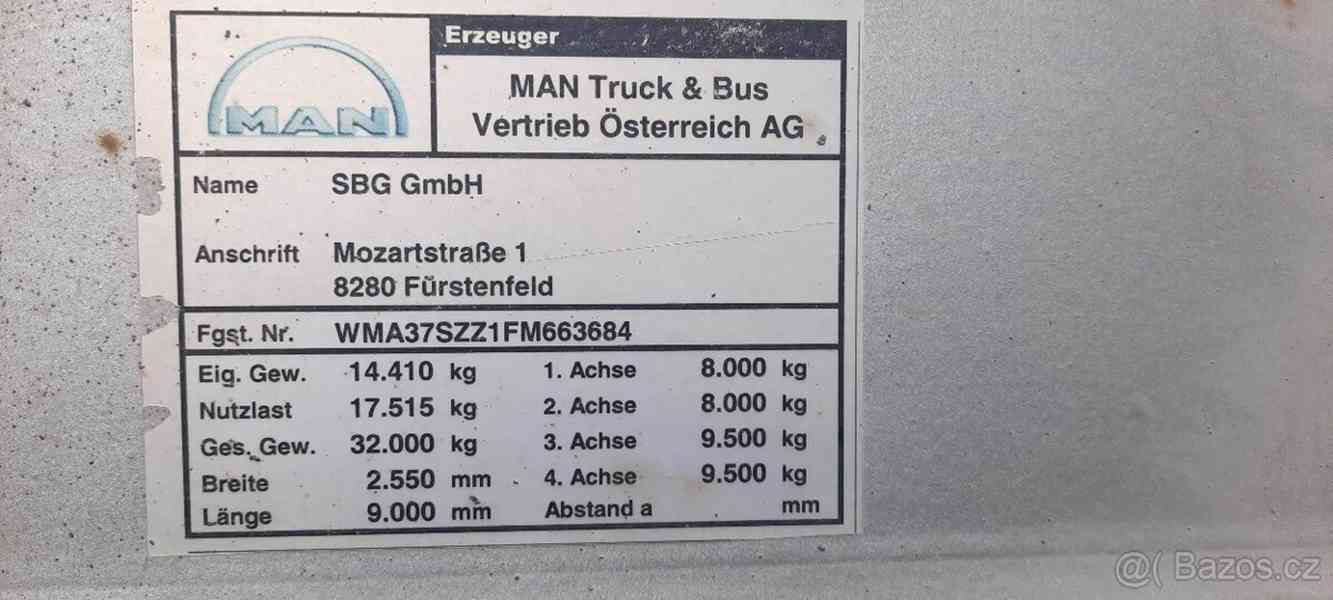 MAN
Erzeuger
MAN Truck & Bus
Vertrieb Österreich AG
Name SBG GmbH
Anschrift Mozartstraße 1
8280 Fürstenfeld
Fgst. Nr. WMA37SZZ1FM663684
Eig. Gew. 14.410 kg 1. Achse 8.000 kg
Nutzlast 17.515 kg 2. Achse 8.000 kg
Ges. Gew. 32.000 kg 3. Achse 9.500 kg
Breite 2.550 mm 4. Achse 9.500 kg
Länge 9.000 mm Abstand a mm
@( Bazos.cz